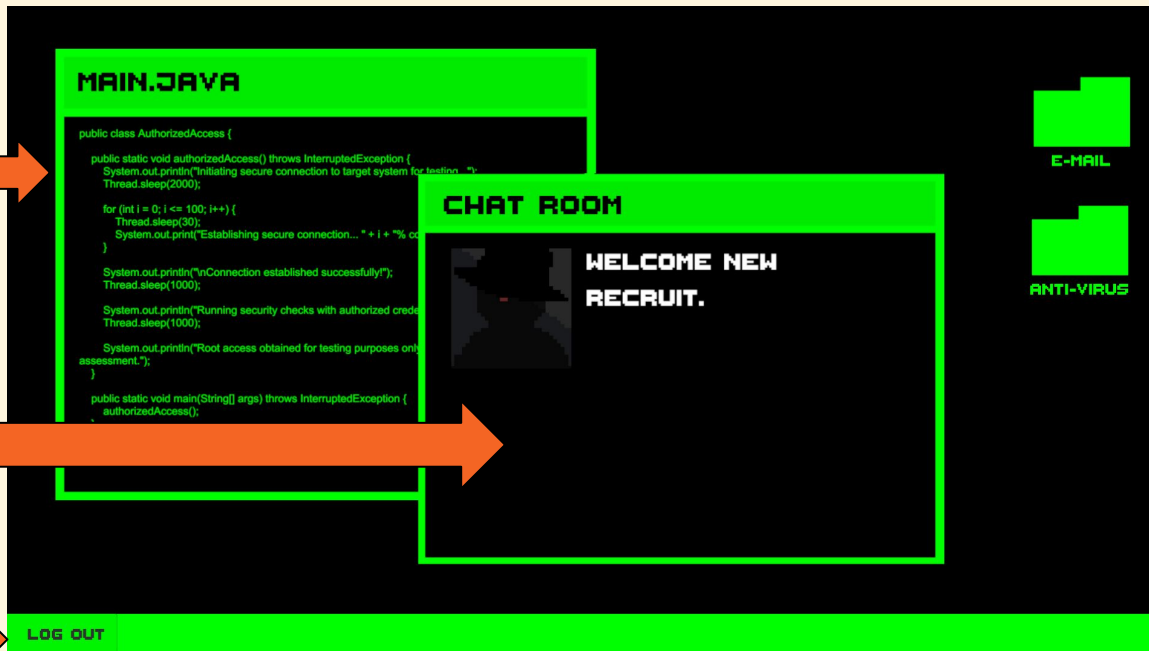 MAIN.JAVA
public class AuthorizedAccess {
public static void authorizedAccess() throws InterruptedException {
System.out.println("Initiating secure connection to target system for testing...");
Thread.sleep(2000);
for (int i = 0; i <= 100; i++) {
Thread.sleep(30);
System.out.print("Establishing secure connection... " + i + "% co
}
System.out.println("\nConnection established successfully!");
Thread.sleep(1000);
System.out.println("Running security checks with authorized crede
Thread.sleep(1000);
System.out.println("Root access obtained for testing purposes only
assessment.");
}
public static void main(String[] args) throws InterruptedException {
authorizedAccess();
CHAT ROOM
WELCOME NEW
RECRUIT.
E-MAIL
ANTI-VIRUS
LOG OUT